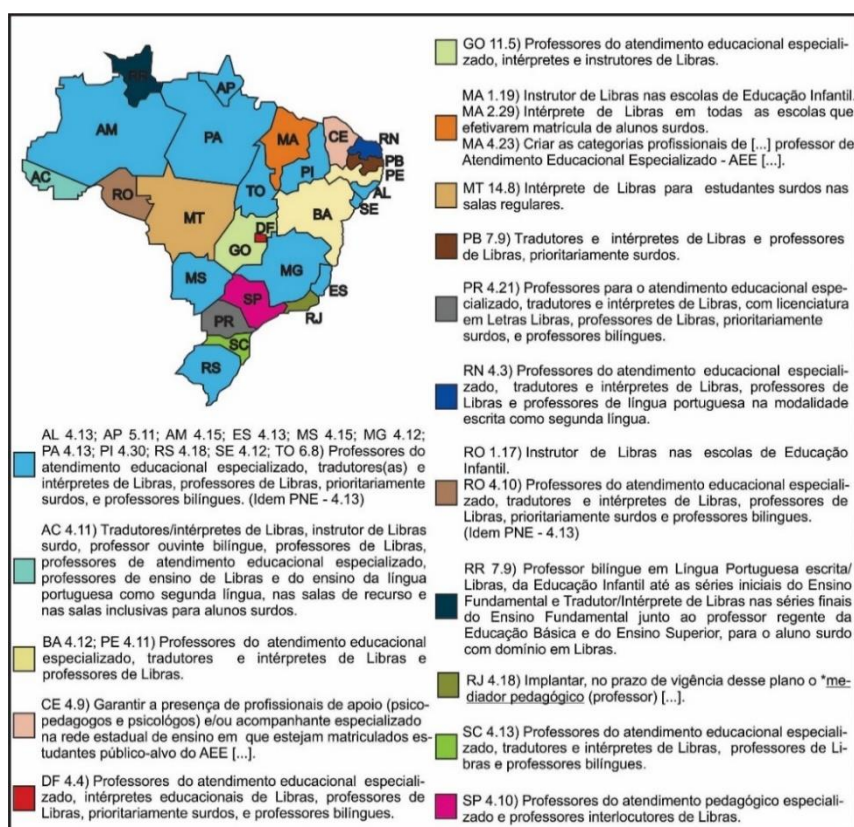 RR
AP
AM
PA
MA
CE
RN
PB
PE
AL
SE
PI
AC
RO
TO
BA
MT
DF
GO
MG
ES
MS
SP
RJ
PR
SC
RS
AL 4.13; AP 5.11; AM 4.15; ES 4.13; MS 4.15; MG 4.12;
PA 4.13; PI 4.30; RS 4.18; SE 4.12; TO 6.8) Professores do
atendimento educacional especializado, tradutores(as) e
intérpretes de Libras, professores de Libras, prioritariamente
surdos, e professores bilíngues. (Idem PNE - 4.13)
AC 4.11) Tradutores/intérpretes de Libras, instrutor de Libras
surdo, professor ouvinte bilíngue, professores de Libras,
professores de atendimento educacional especializado,
professores de ensino de Libras e do ensino da língua
portuguesa como segunda língua, nas salas de recurso e
nas salas inclusivas para alunos surdos.
BA 4.12; PE 4.11) Professores do atendimento educacional
especializado, tradutores e intérpretes de Libras e
professores de Libras.
CE 4.9) Garantir a presença de profissionais de apoio (psico-
pedagogos e psicológos) e/ou acompanhante especializado
na rede estadual de ensino em que estejam matriculados es-
tudantes público-alvo do AEE [...].
DF 4.4) Professores do atendimento educacional especiali-
zado, intérpretes educacionais de Libras, professores de
Libras, prioritariamente surdos, e professores bilíngues.
GO 11.5) Professores do atendimento educacional especiali-
zado, intérpretes e instrutores de Libras.
MA 1.19) Instrutor de Libras nas escolas de Educação Infantil.
MA 2.29) Intérprete de Libras em todas as escolas que
efetivarem matrícula de alunos surdos.
MA 4.23) Criar as categorias profissionais de [...] professor de
Atendimento Educacional Especializado - AEE [...].
MT 14.8) Intérprete de Libras para estudantes surdos nas
salas regulares.
PB 7.9) Tradutores e intérpretes de Libras e professores
de Libras, prioritariamente surdos.
PR 4.21) Professores para o atendimento educacional espe-
cializado, tradutores e intérpretes de Libras, com licenciatura
em Letras Libras, professores de Libras, prioritariamente
surdos, e professores bilíngues.
RN 4.3) Professores do atendimento educacional especiali-
zado, tradutores e intérpretes de Libras, professores de
Libras e professores de língua portuguesa na modalidade
escrita como segunda língua.
RO 1.17) Instrutor de Libras nas escolas de Educação
Infantil.
RO 4.10) Professores do atendimento educacional especiali-
zado, tradutores e intérpretes de Libras, professores de
Libras, prioritariamente surdos e professores bilingues.
(Idem PNE - 4.13)
RR 7.9) Professor bilíngue em Língua Portuguesa escrita/
Libras, da Educação Infantil até as séries iniciais do Ensino
Fundamental e Tradutor/Intérprete de Libras nas séries finais
do Ensino Fundamental junto ao professor regente da
Educação Básica e do Ensino Superior, para o aluno surdo
com domínio em Libras.
RJ 4.18) Implantar, no prazo de vigência desse plano o *me-
diador pedagógico (professor) [...].
SC 4.13) Professores do atendimento educacional especiali-
zado, tradutores e intérpretes de Libras, professores de Li-
bras e professores bilíngues.
SP 4.10) Professores do atendimento pedagógico especiali-
zado e professores interlocutores de Libras.